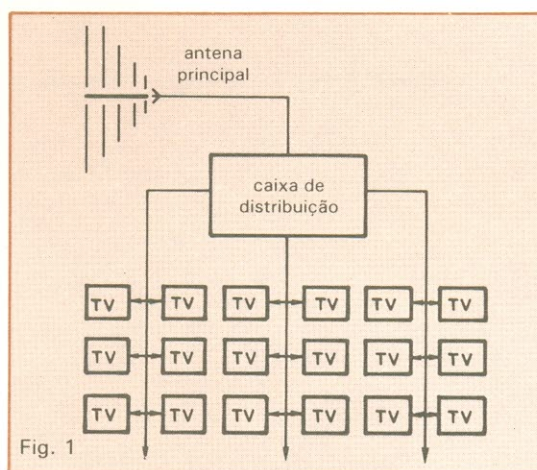 antena
principal
caixa de
distribuição
TV TV TV TV TV TV
TV TV TV TV TV TV
TV TV TV TV TV TV
Fig. 1